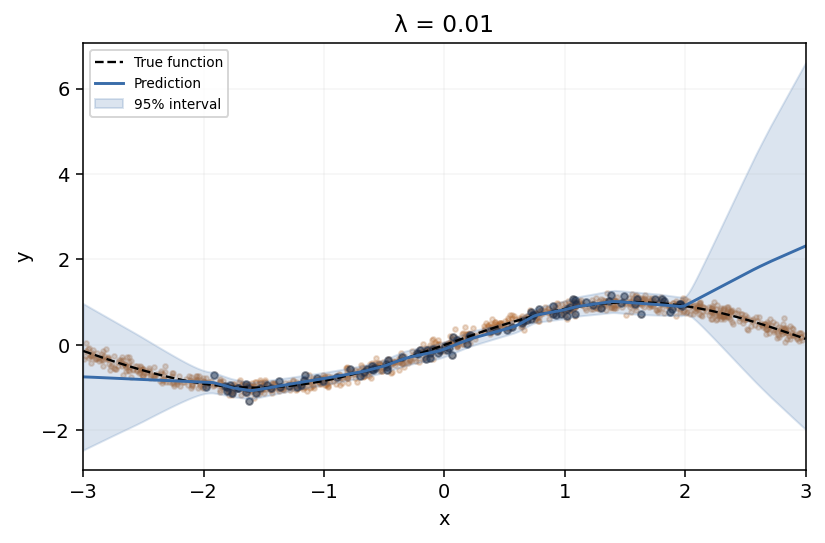 λ = 0.01
True function
Prediction
95% interval
y
6
4
2
0
−2
−3
−2
−1
0
1
2
3
x